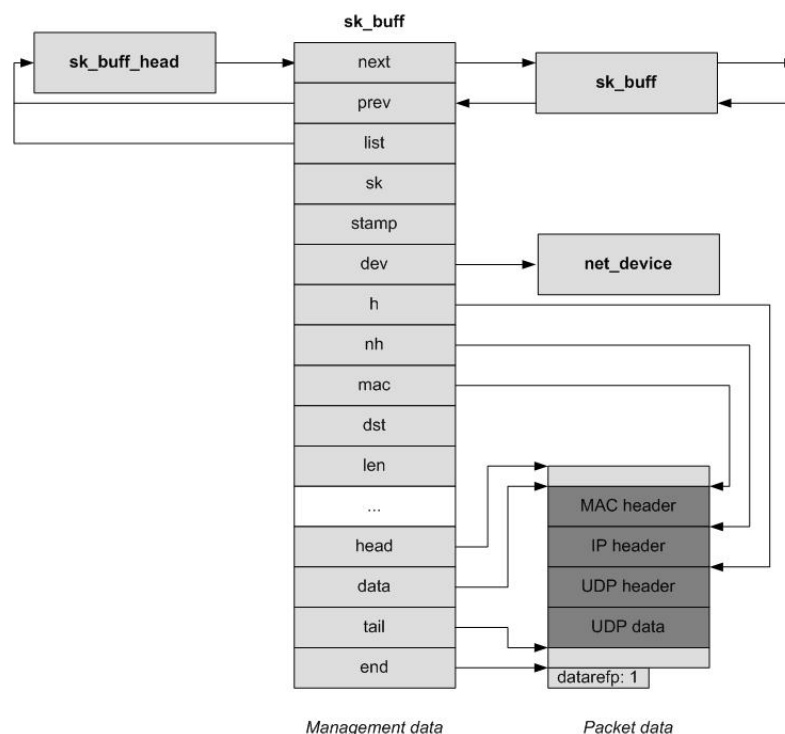 sk_buff
sk_buff_head
next
sk_buff
prev
list
sk
stamp
dev
net_device
h
nh
mac
dst
len
...
MAC header
head
IP header
data
UDP header
tail
UDP data
end
datarefp: 1
Management data
Packet data